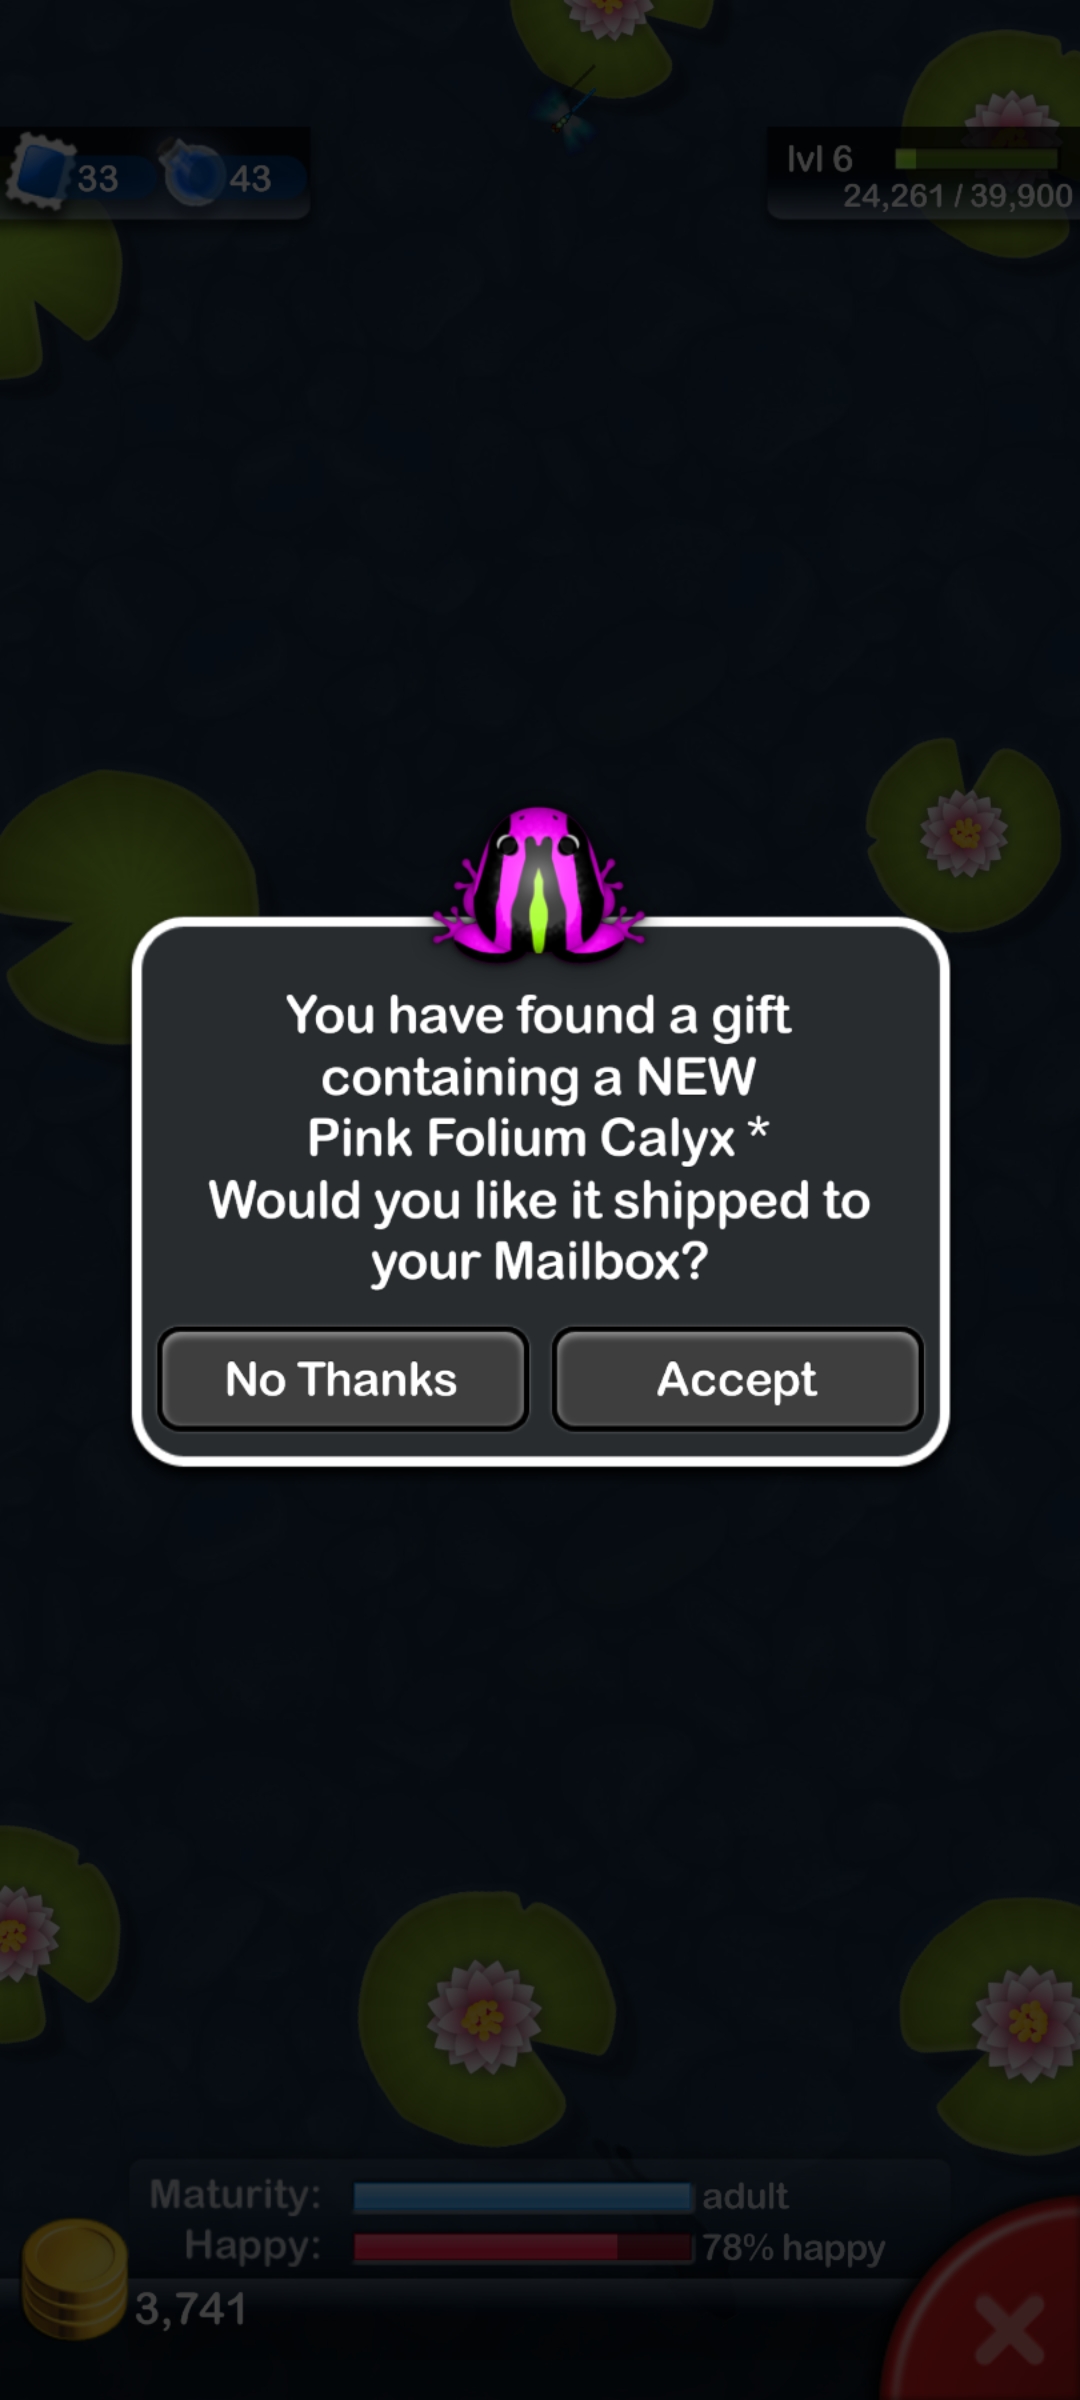 33
43
lvl 6
24,261 / 39,900
You have found a gift
containing a NEW
Pink Folium Calyx *
Would you like it shipped to
your Mailbox?
No Thanks
Accept
Maturity: adult
Happy: 78% happy
3,741